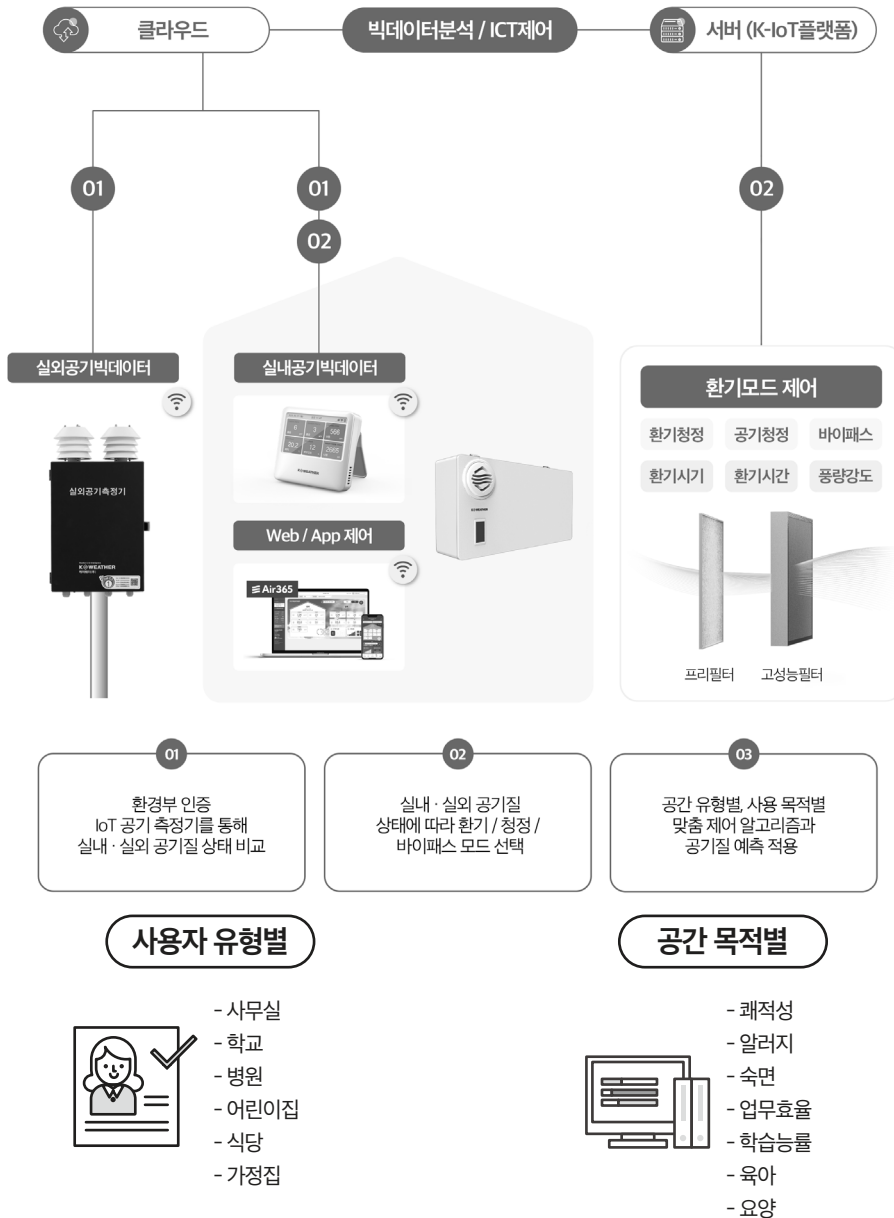 클라우드
빅데이터분석 / ICT제어
서버 (K-IoT플랫폼)
01
01
02
02
실외공기빅데이터
실외공기측정기
K WEATHER
실내공기빅데이터
K WEATHER
Web / App 제어
Air365
K WEATHER
환기모드 제어
환기청정
공기청정
바이패스
환기시기
환기시간
풍량강도
프리필터
고성능필터
01
환경부 인증
IoT 공기 측정기를 통해
실내 · 실외 공기질 상태 비교
02
실내 · 실외 공기질
상태에 따라 환기 / 청정 /
바이패스 모드 선택
03
공간 유형별, 사용 목적별
맞춤 제어 알고리즘과
공기질 예측 적용
사용자 유형별
- 사무실
- 학교
- 병원
- 어린이집
- 식당
- 가정집
공간 목적별
- 쾌적성
- 알러지
- 숙면
- 업무효율
- 학습능률
- 육아
- 요양